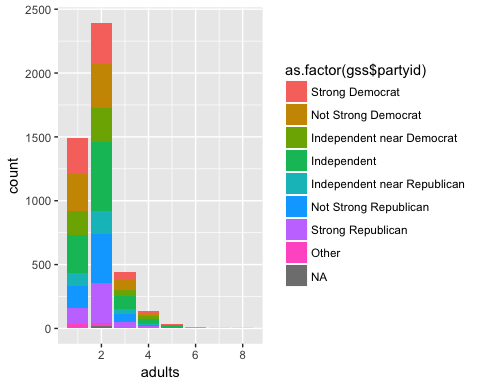 2500
2000
1500
1000
500
0
count
2
4
6
8
adults
as.factor(gss$partyid)
Strong Democrat
Not Strong Democrat
Independent near Democrat
Independent
Independent near Republican
Not Strong Republican
Strong Republican
Other
NA